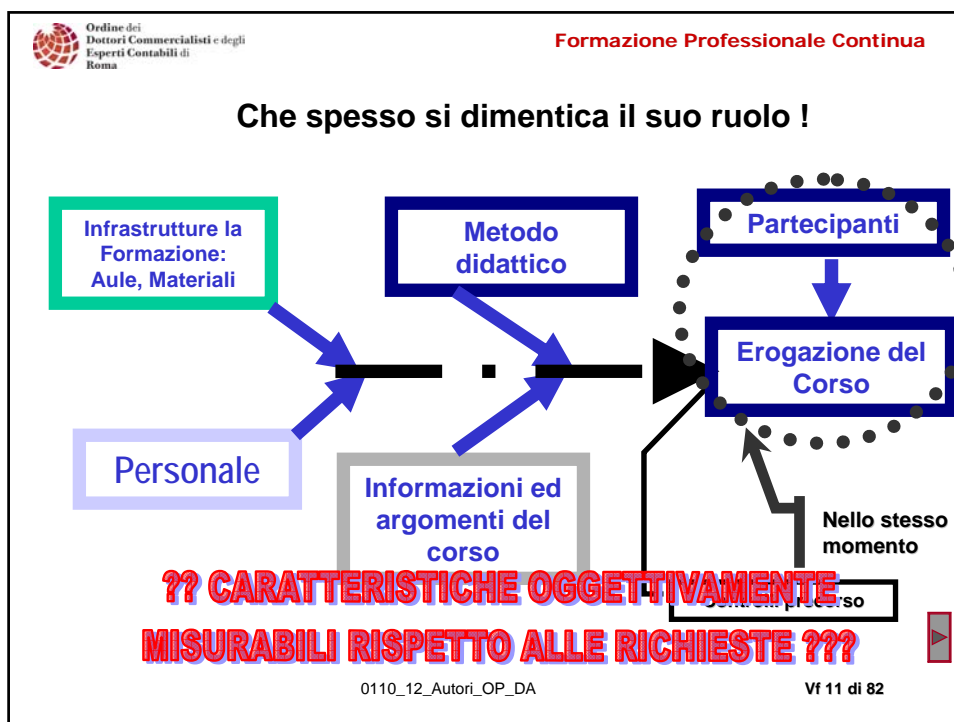 Ordine dei
Dottori Commercialisti e degli
Esperti Contabili di
Roma
Formazione Professionale Continua
Che spesso si dimentica il suo ruolo !
Infrastrutture la
Formazione:
Aule, Materiali
Metodo
didattico
Partecipanti
Erogazione del
Corso
Personale
Informazioni ed
argomenti del
corso
Nello stesso
momento
?? CARATTERISTICHE OGGETTIVAMENTE
MISURABILI RISPETTO ALLE RICHIESTE ???
0110_12_Autori_OP_DA
Vf 11 di 82